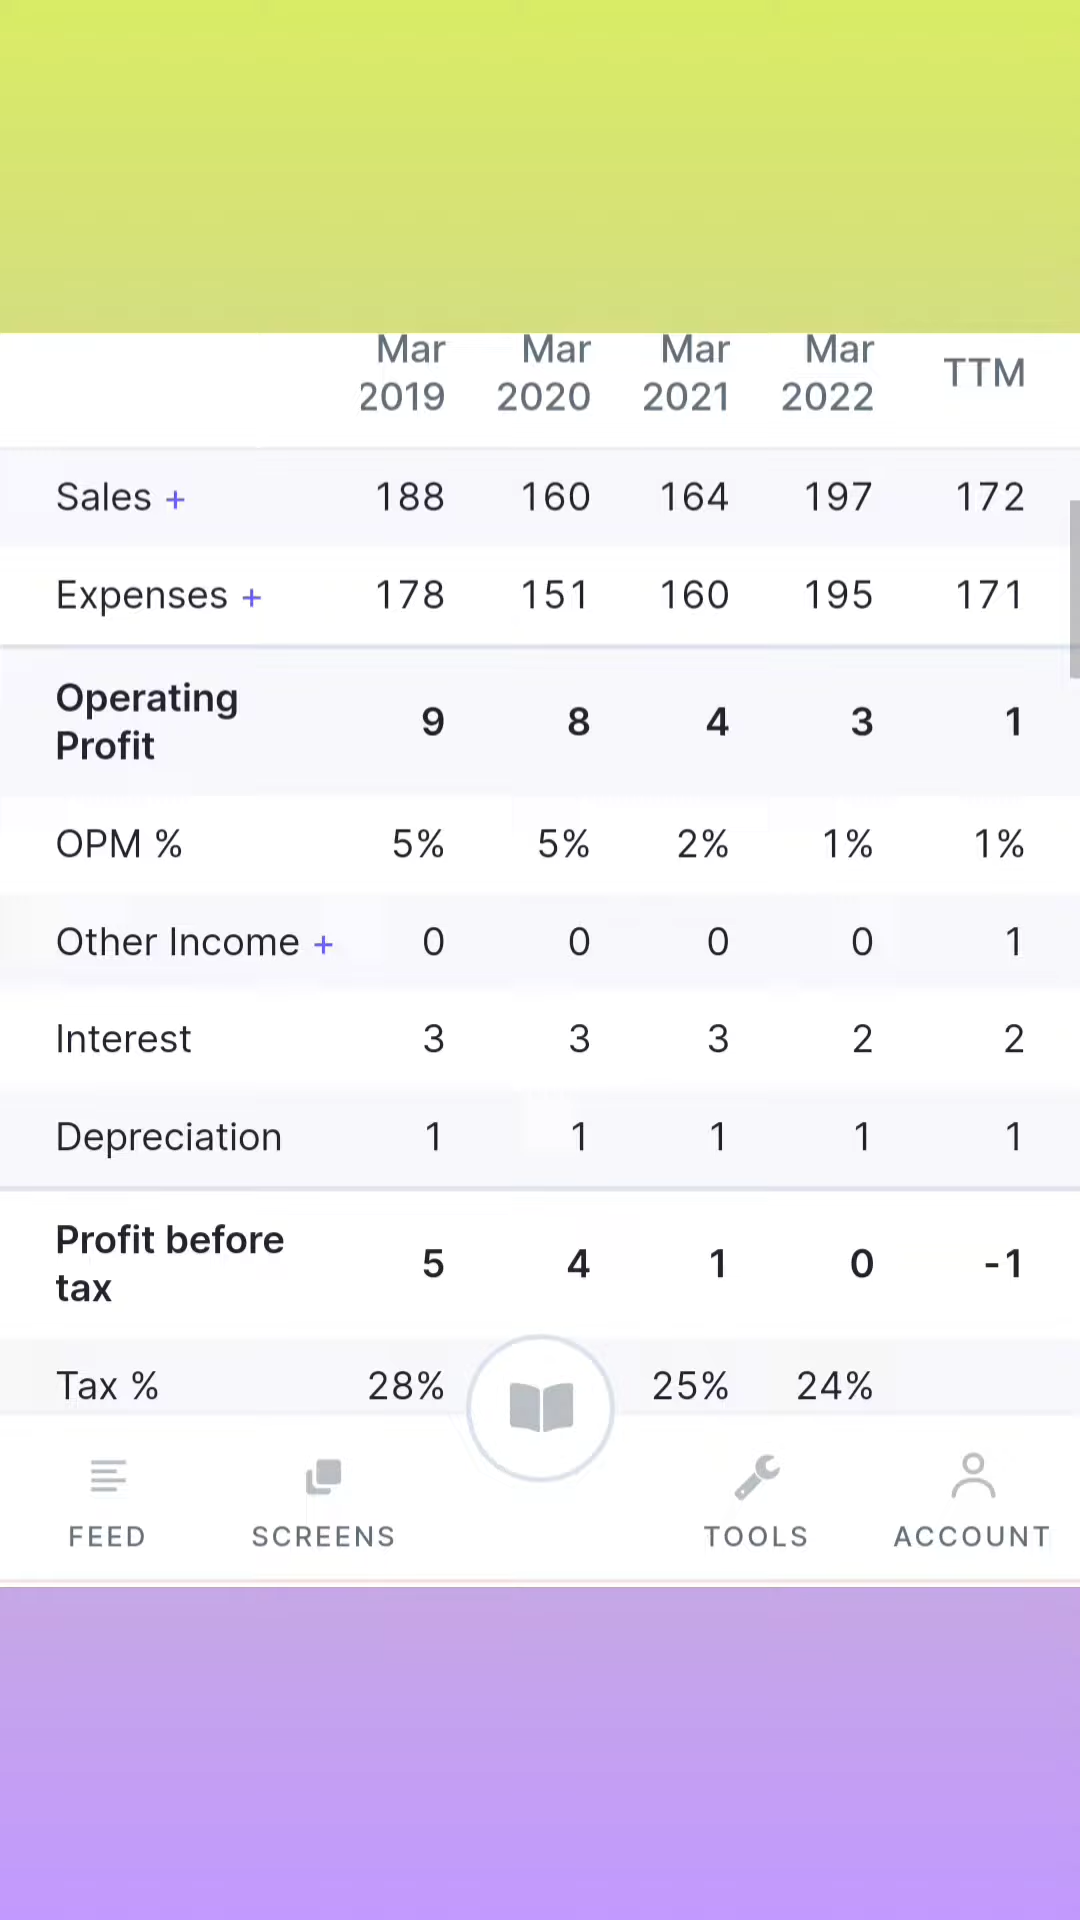 Mar Mar Mar Mar TTM
2019 2020 2021 2022
Sales + 188 160 164 197 172
Expenses + 178 151 160 195 171
Operating
Profit 9 8 4 3 1
OPM % 5% 5% 2% 1% 1%
Other Income + 0 0 0 0 1
Interest 3 3 3 2 2
Depreciation 1 1 1 1 1
Profit before
tax 5 4 1 0 -1
Tax % 28% 25% 24%
FEED SCREENS TOOLS ACCOUNT